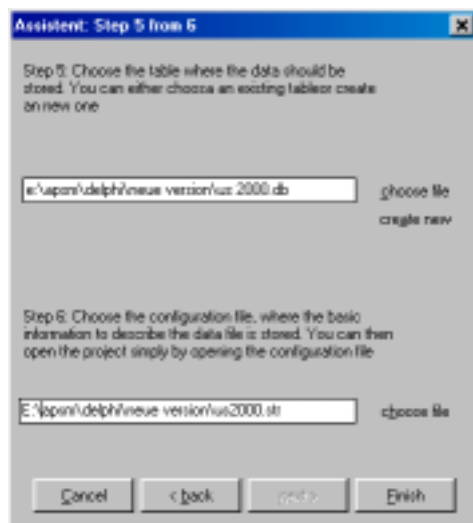 Assistent: Step 5 from 6
Step 5: Choose the table where the data should be
stored. You can either choose an existing tableor create
an new one
e:\apsm\delphi\neue version\us 2000.db
choose file
create new
Step 6: Choose the configuration file, where the basic
information to describe the data file is stored. You can then
open the project simply by opening the configuration file
E:\apsm\delphi\neue version\us2000.str
choose file
Cancel
< back
next >
Finish